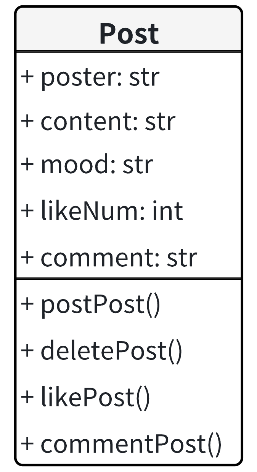 Post
+ poster: str
+ content: str
+ mood: str
+ likeNum: int
+ comment: str
+ postPost()
+ deletePost()
+ likePost()
+ commentPost()